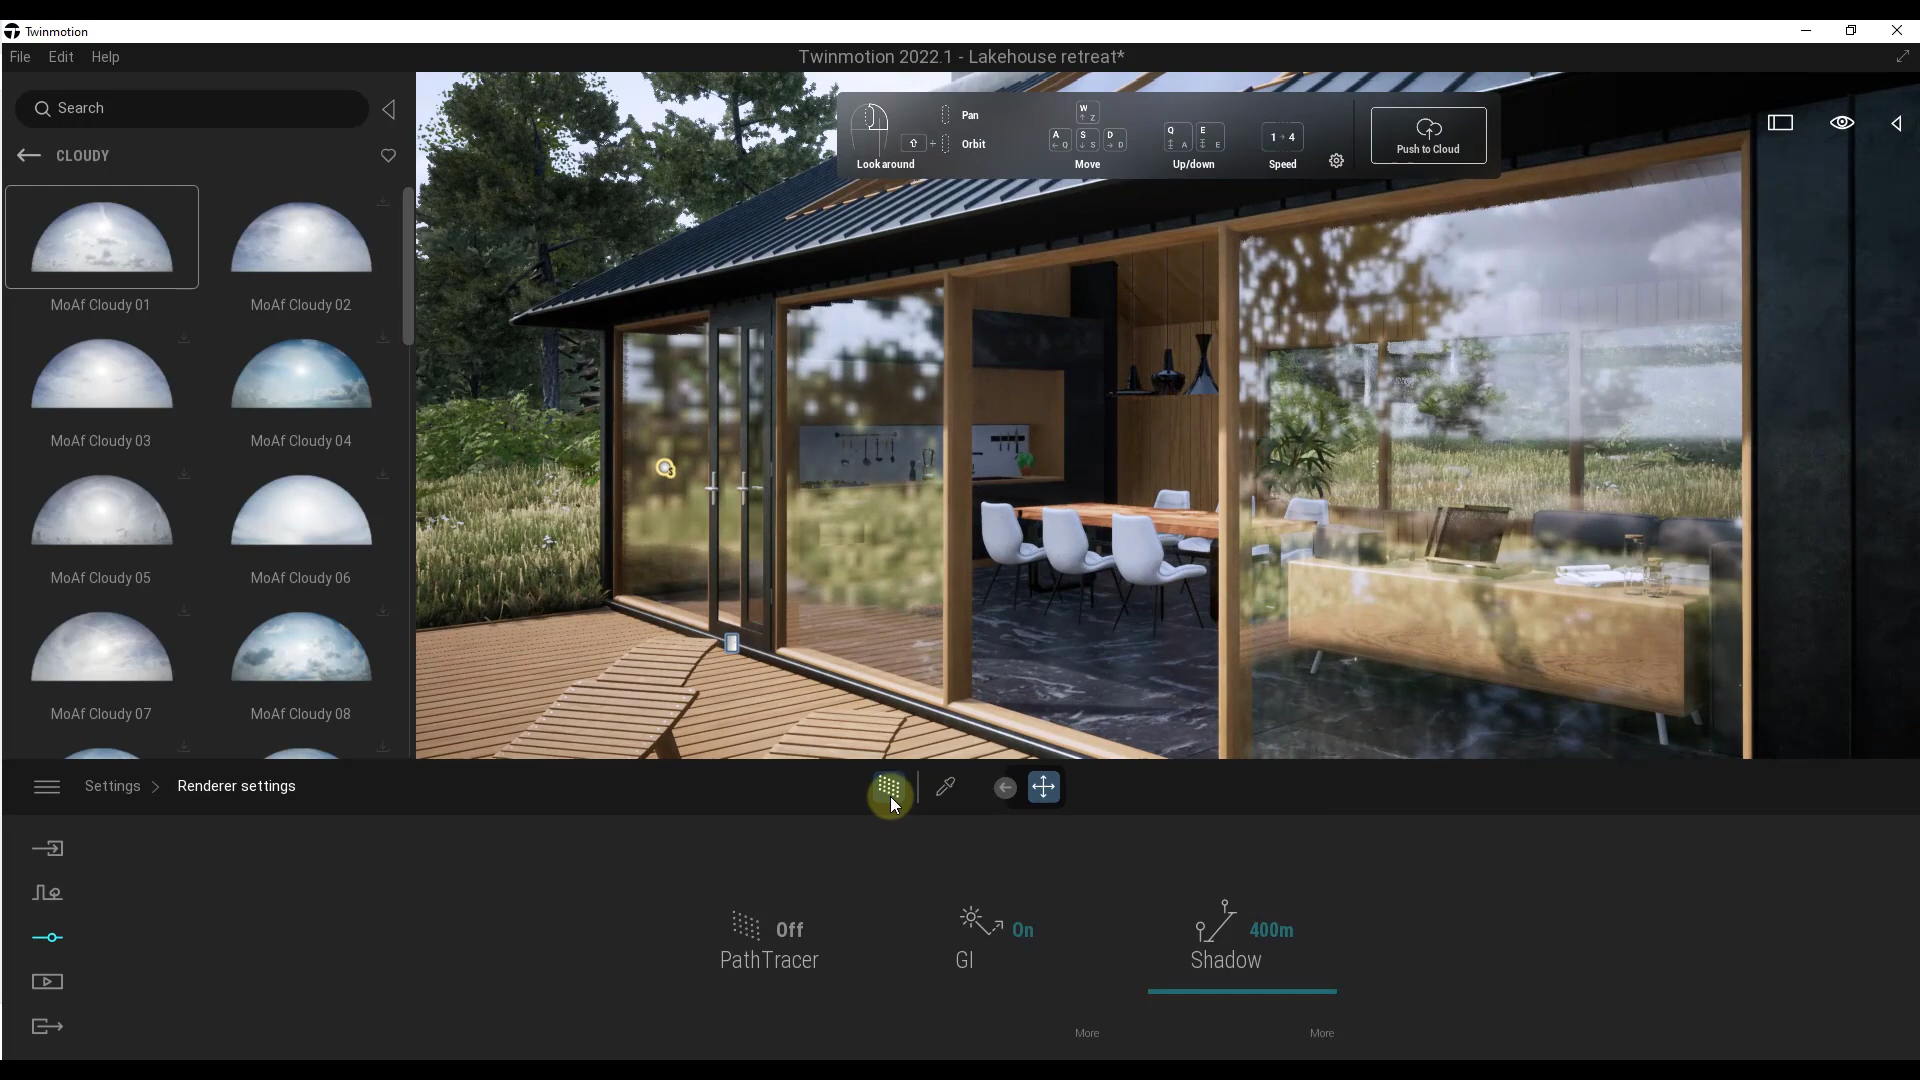 Twinmotion
File Edit Help
Twinmotion 2022.1 - Lakehouse retreat*
Search
CLOUDY
MoAf Cloudy 01
MoAf Cloudy 02
MoAf Cloudy 03
MoAf Cloudy 04
MoAf Cloudy 05
MoAf Cloudy 06
MoAf Cloudy 07
MoAf Cloudy 08
Pan
Orbit
Look around
W
Z
A S D
Q S D
Move
Q E
A E
Up/down
1 4
Speed
Push to Cloud
Settings Renderer settings
Off
PathTracer
On
GI
400m
Shadow
More
More